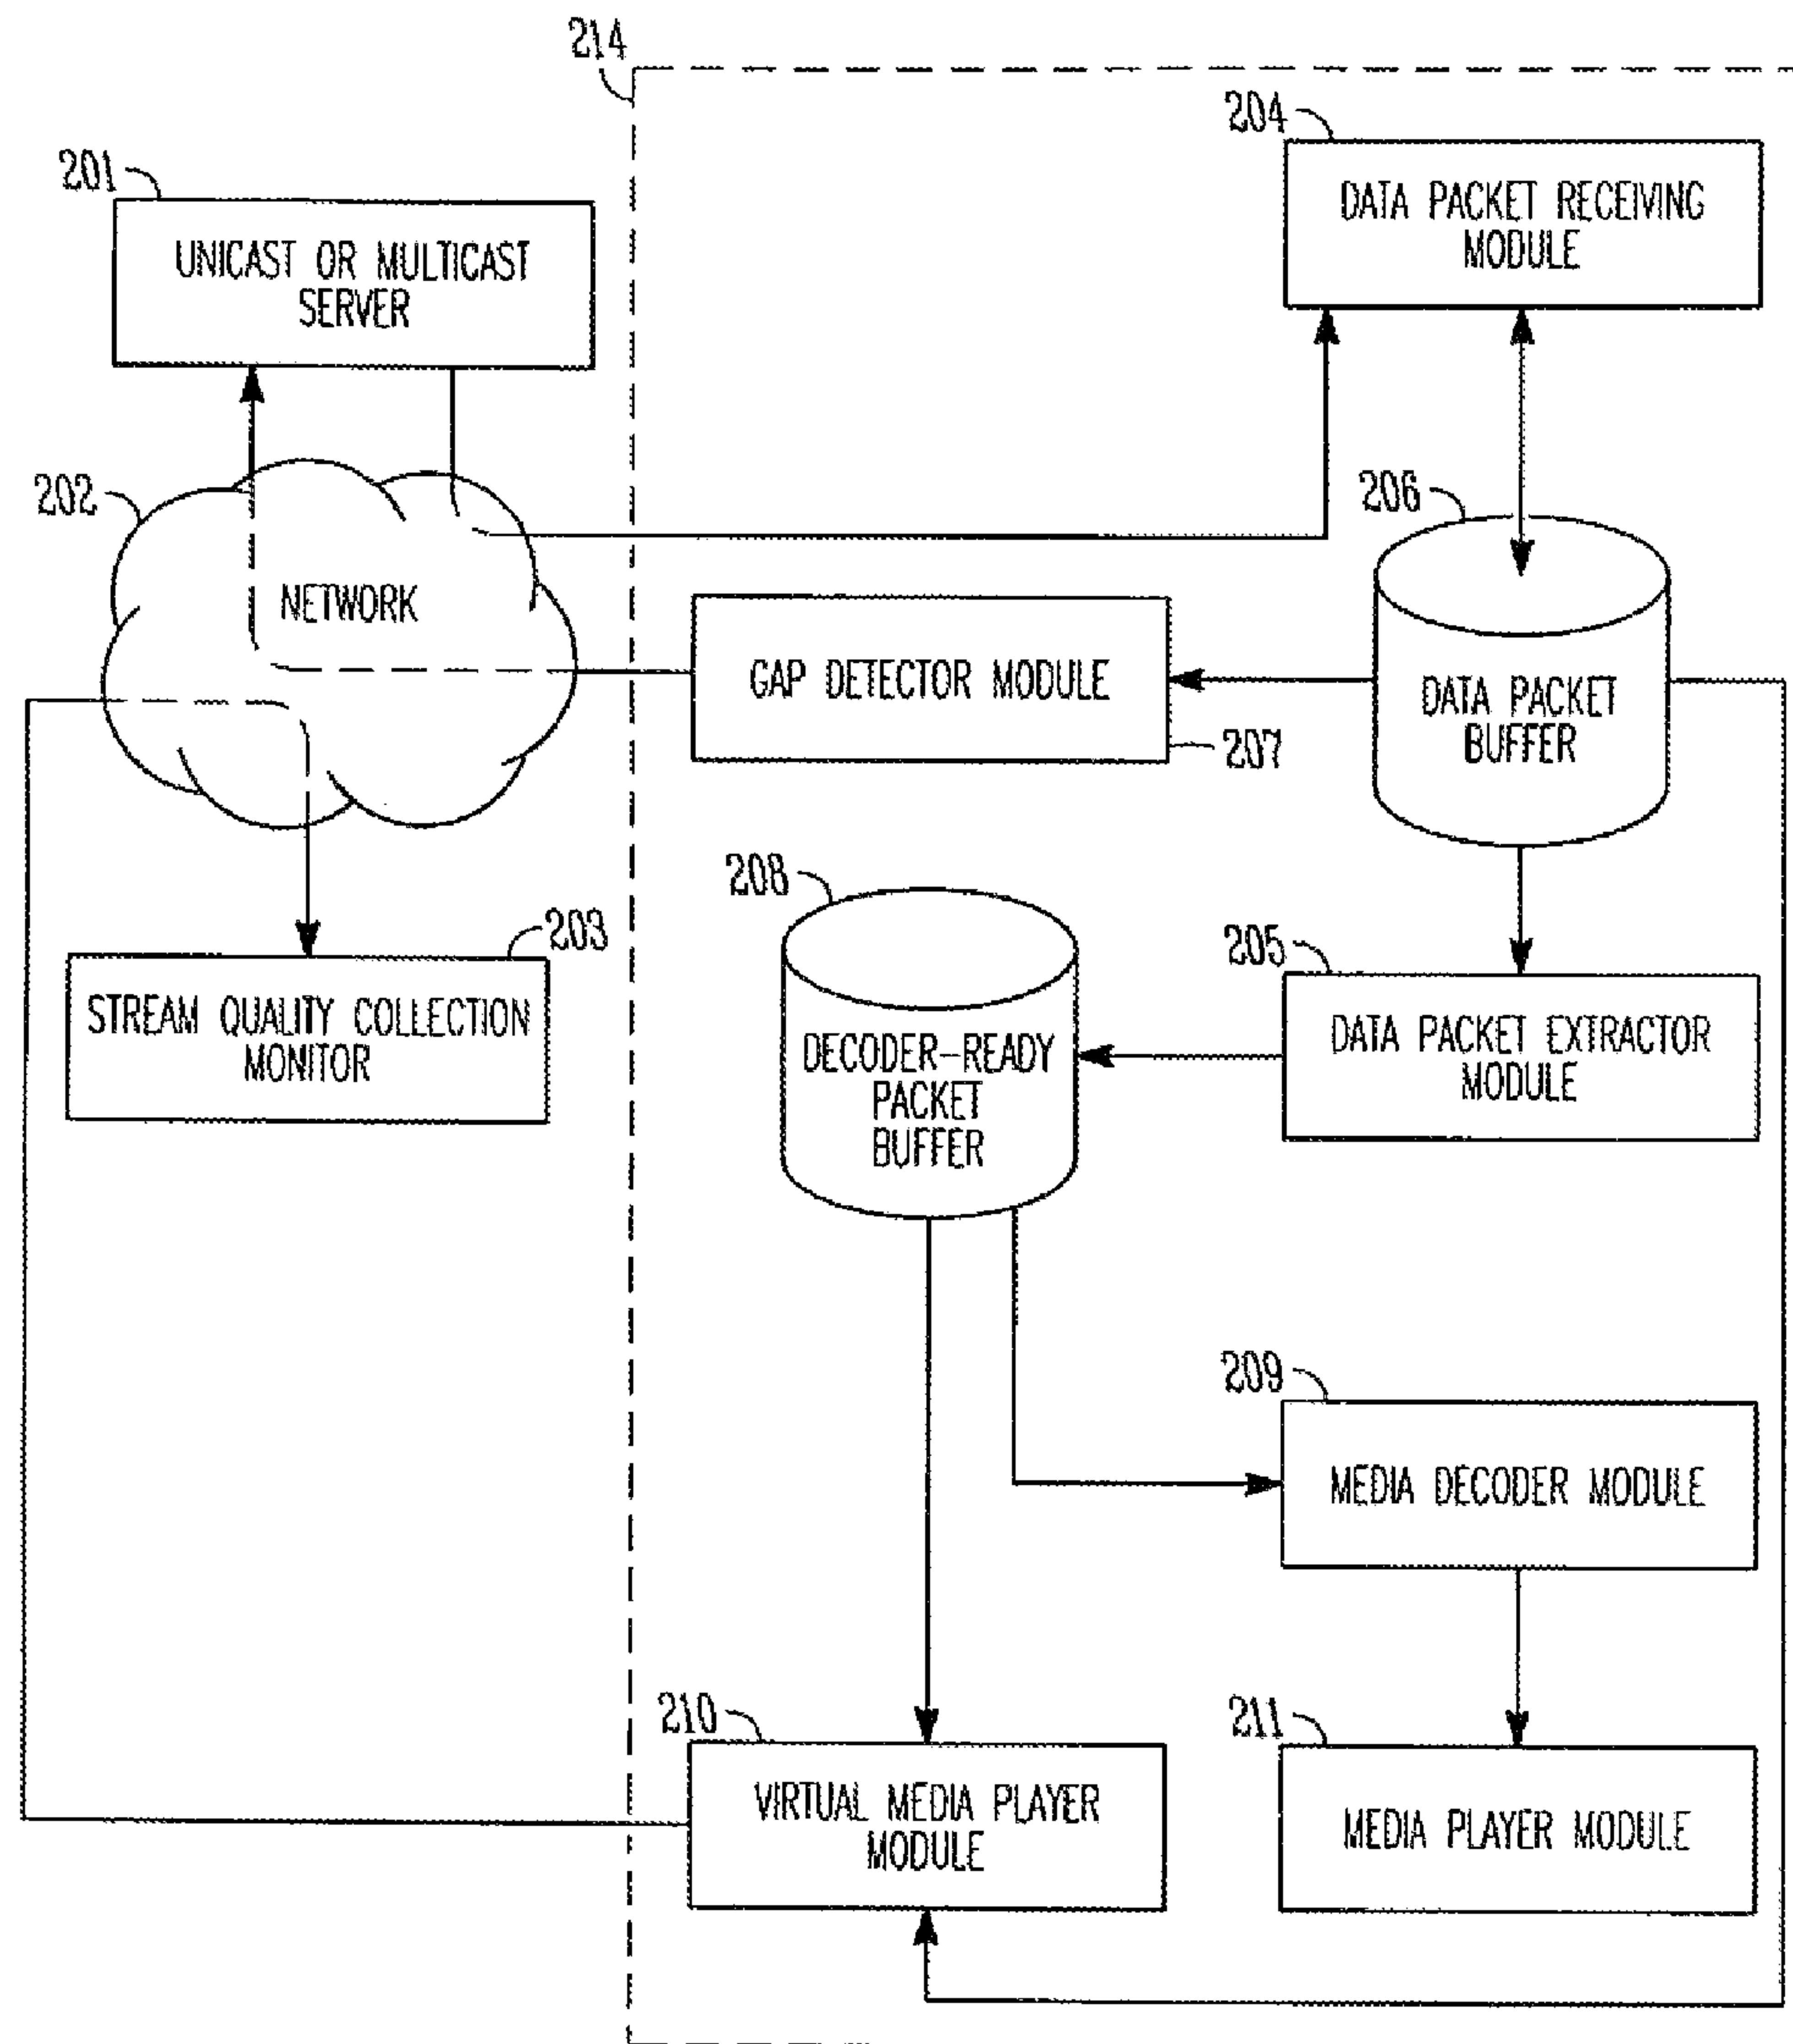 214
204
DATA PACKET RECEIVING
MODULE
201
UNICAST OR MULTICAST
SERVER
202
NETWORK
206
DATA PACKET
BUFFER
GAP DETECTOR MODULE
207
208
DECODER-READY
PACKET
BUFFER
203
STREAM QUALITY COLLECTION
MONITOR
205
DATA PACKET EXTRACTOR
MODULE
209
MEDIA DECODER MODULE
210
VIRTUAL MEDIA PLAYER
MODULE
211
MEDIA PLAYER MODULE